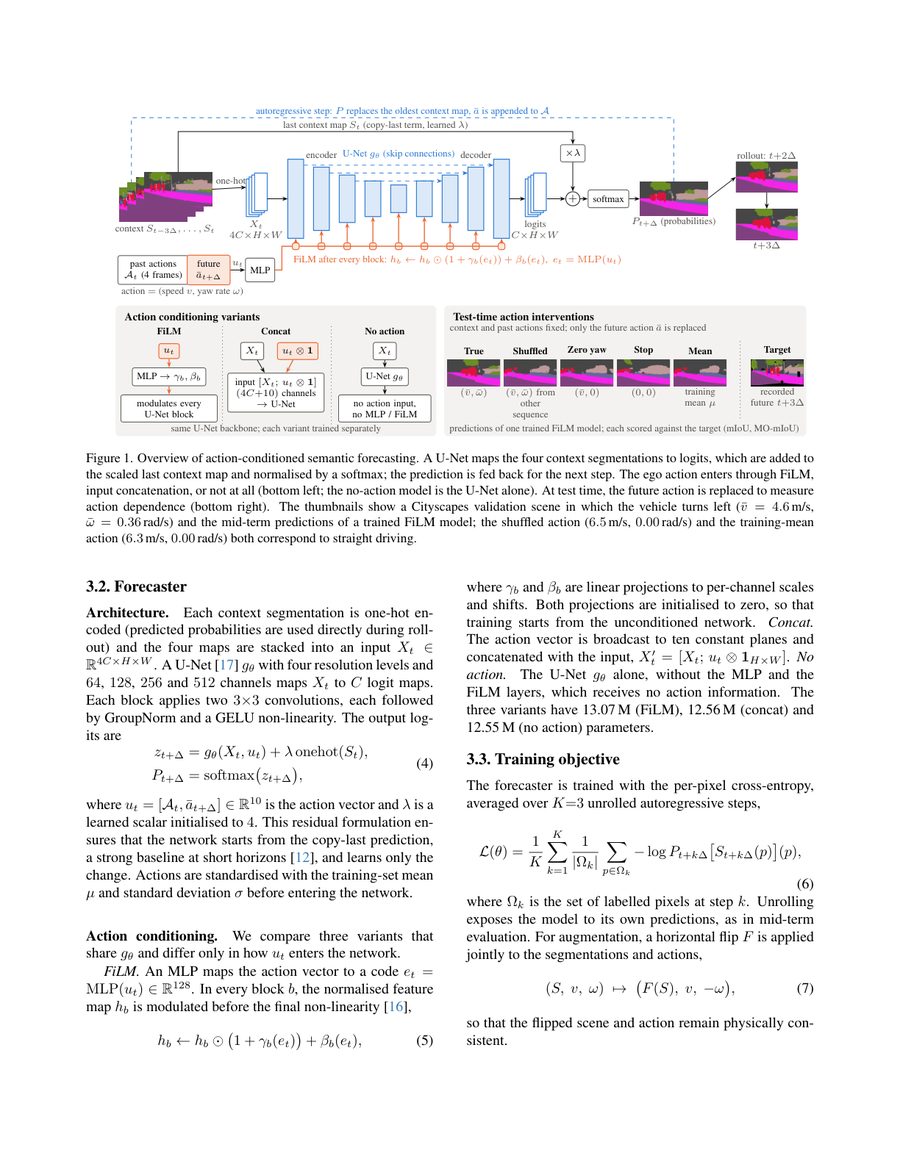 autoregressive step: P replaces the oldest context map, ā is appended to 𝒜
last context map S_t (copy-last term, learned λ)
encoder U-Net g_θ (skip connections) decoder
×λ
rollout: t+2Δ
one-hot
+
softmax
context S_{t−3Δ}, . . . , S_t
X_t
4C×H×W
logits
C×H×W
P_{t+Δ} (probabilities)
t+3Δ
past actions
𝒜_t (4 frames)
future
ā_{t+Δ}
u_t
MLP
FiLM after every block: h_b ← h_b ⊙ (1 + γ_b(e_t)) + β_b(e_t), e_t = MLP(u_t)
action = (speed v, yaw rate ω)
Action conditioning variants
FiLM
Concat
No action
u_t
X_t
u_t ⊗ 1
X_t
MLP → γ_b, β_b
input [X_t; u_t ⊗ 1]
(4C+10) channels
→ U-Net
U-Net g_θ
modulates every
U-Net block
no action input,
no MLP / FiLM
same U-Net backbone; each variant trained separately
Test-time action interventions
context and past actions fixed; only the future action ā is replaced
True
Shuffled
Zero yaw
Stop
Mean
Target
(v̄, ω̄)
(v̄, ω̄) from
other
sequence
(v̄, 0)
(0, 0)
training
mean μ
recorded
future t+3Δ
predictions of one trained FiLM model; each scored against the target (mIoU, MO-mIoU)
Figure 1. Overview of action-conditioned semantic forecasting. A U-Net maps the four context segmentations to logits, which are added to
the scaled last context map and normalised by a softmax; the prediction is fed back for the next step. The ego action enters through FiLM,
input concatenation, or not at all (bottom left; the no-action model is the U-Net alone). At test time, the future action is replaced to measure
action dependence (bottom right). The thumbnails show a Cityscapes validation scene in which the vehicle turns left (v̄ = 4.6 m/s,
ω̄ = 0.36 rad/s) and the mid-term predictions of a trained FiLM model; the shuffled action (6.5 m/s, 0.00 rad/s) and the training-mean
action (6.3 m/s, 0.00 rad/s) both correspond to straight driving.
3.2. Forecaster
Architecture. Each context segmentation is one-hot en-
coded (predicted probabilities are used directly during roll-
out) and the four maps are stacked into an input X_t ∈
ℝ^{4C×H×W}. A U-Net [17] g_θ with four resolution levels and
64, 128, 256 and 512 channels maps X_t to C logit maps.
Each block applies two 3×3 convolutions, each followed
by GroupNorm and a GELU non-linearity. The output log-
its are
z_{t+Δ} = g_θ(X_t, u_t) + λ onehot(S_t),
P_{t+Δ} = softmax(z_{t+Δ}),
(4)
where u_t = [𝒜_t, ā_{t+Δ}] ∈ ℝ^{10} is the action vector and λ is a
learned scalar initialised to 4. This residual formulation en-
sures that the network starts from the copy-last prediction,
a strong baseline at short horizons [12], and learns only the
change. Actions are standardised with the training-set mean
μ and standard deviation σ before entering the network.
Action conditioning. We compare three variants that
share g_θ and differ only in how u_t enters the network.
FiLM. An MLP maps the action vector to a code e_t =
MLP(u_t) ∈ ℝ^{128}. In every block b, the normalised feature
map h_b is modulated before the final non-linearity [16],
h_b ← h_b ⊙ (1 + γ_b(e_t)) + β_b(e_t), (5)
where γ_b and β_b are linear projections to per-channel scales
and shifts. Both projections are initialised to zero, so that
training starts from the unconditioned network. Concat.
The action vector is broadcast to ten constant planes and
concatenated with the input, X′_t = [X_t; u_t ⊗ 1_{H×W}]. No
action. The U-Net g_θ alone, without the MLP and the
FiLM layers, which receives no action information. The
three variants have 13.07 M (FiLM), 12.56 M (concat) and
12.55 M (no action) parameters.
3.3. Training objective
The forecaster is trained with the per-pixel cross-entropy,
averaged over K=3 unrolled autoregressive steps,
ℒ(θ) = 1/K ∑_{k=1}^{K} 1/|Ω_k| ∑_{p∈Ω_k} − log P_{t+kΔ}[S_{t+kΔ}(p)](p),
(6)
where Ω_k is the set of labelled pixels at step k. Unrolling
exposes the model to its own predictions, as in mid-term
evaluation. For augmentation, a horizontal flip F is applied
jointly to the segmentations and actions,
(S, v, ω) ↦ (F(S), v, −ω), (7)
so that the flipped scene and action remain physically con-
sistent.